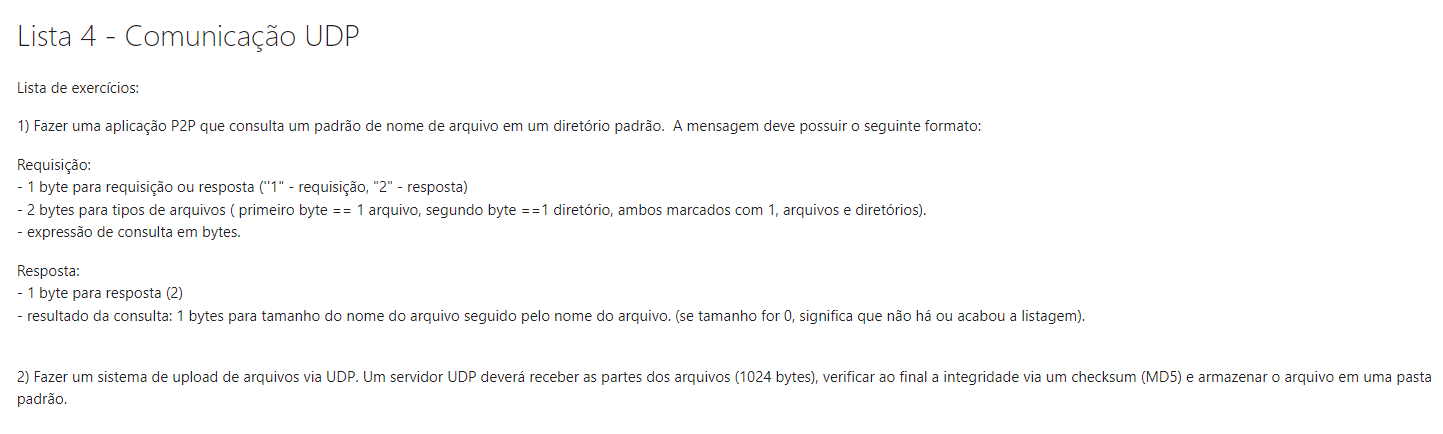 Lista 4 - Comunicação UDP
Lista de exercícios:
1) Fazer uma aplicação P2P que consulta um padrão de nome de arquivo em um diretório padrão.  A mensagem deve possuir o seguinte formato:
Requisição:
- 1 byte para requisição ou resposta ("1" - requisição, "2" - resposta)
- 2 bytes para tipos de arquivos ( primeiro byte == 1 arquivo, segundo byte ==1 diretório, ambos marcados com 1, arquivos e diretórios).
- expressão de consulta em bytes.
Resposta:
- 1 byte para resposta (2)
- resultado da consulta: 1 bytes para tamanho do nome do arquivo seguido pelo nome do arquivo. (se tamanho for 0, significa que não há ou acabou a listagem).
2) Fazer um sistema de upload de arquivos via UDP. Um servidor UDP deverá receber as partes dos arquivos (1024 bytes), verificar ao final a integridade via um checksum (MD5) e armazenar o arquivo em uma pasta
padrão.